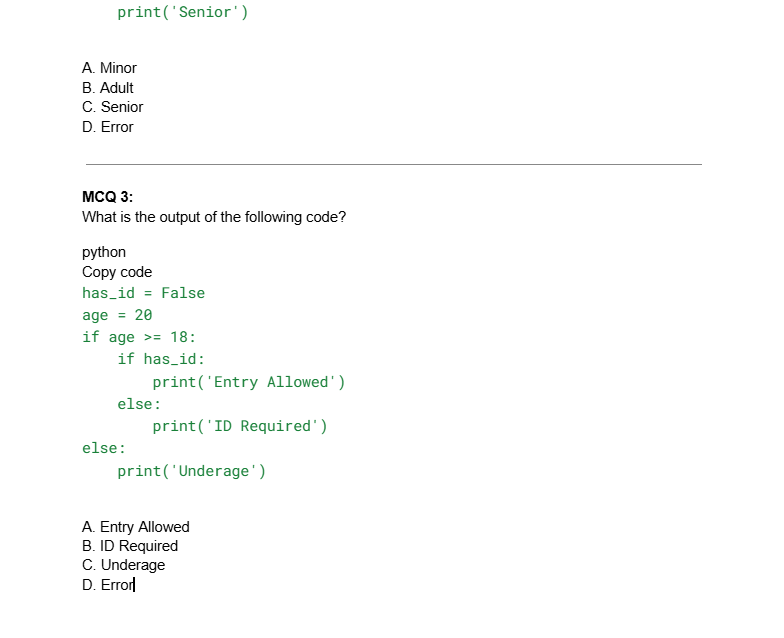 print('Senior')
A. Minor
B. Adult
C. Senior
D. Error
MCQ 3:
What is the output of the following code?
python
Copy code
has_id = False
age = 20
if age >= 18:
    if has_id:
        print('Entry Allowed')
    else:
        print('ID Required')
else:
    print('Underage')
A. Entry Allowed
B. ID Required
C. Underage
D. Error